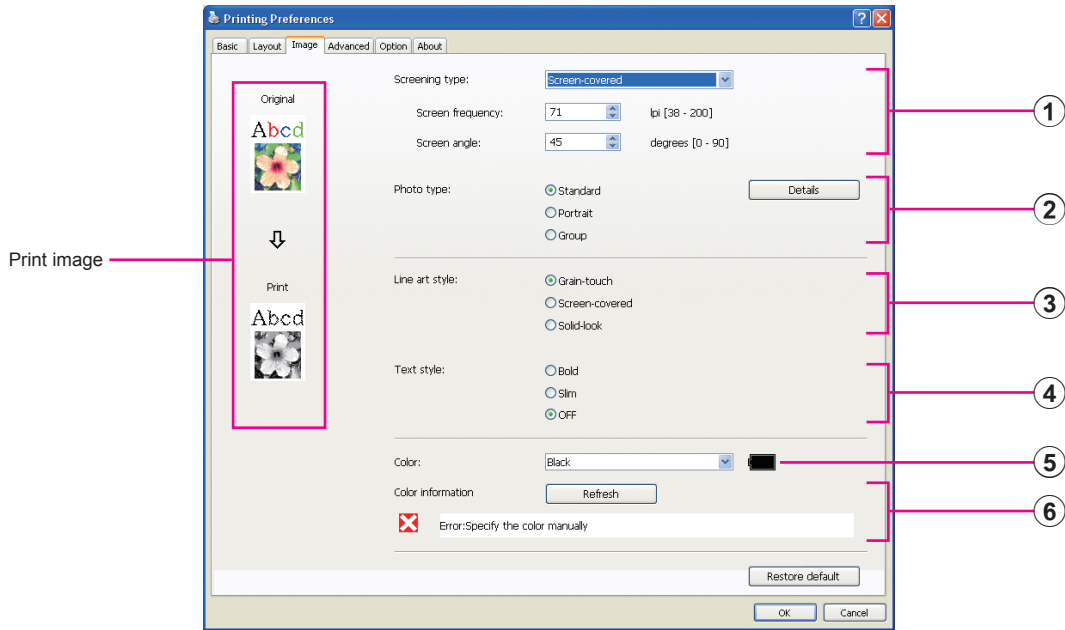 Printing Preferences
Basic Layout Image Advanced Option About
Original
Abcd
Print image
Print
Abcd
Screening type: Screen-covered
Screen frequency: 71 lpi [38 - 200]
Screen angle: 45 degrees [0 - 90]
1
Photo type: Standard Details
Portrait
Group
2
Line art style: Grain-touch
Screen-covered
Solid-look
3
Text style: Bold
Slim
OFF
4
Color: Black
5
Color information Refresh
Error:Specify the color manually
6
Restore default
OK Cancel